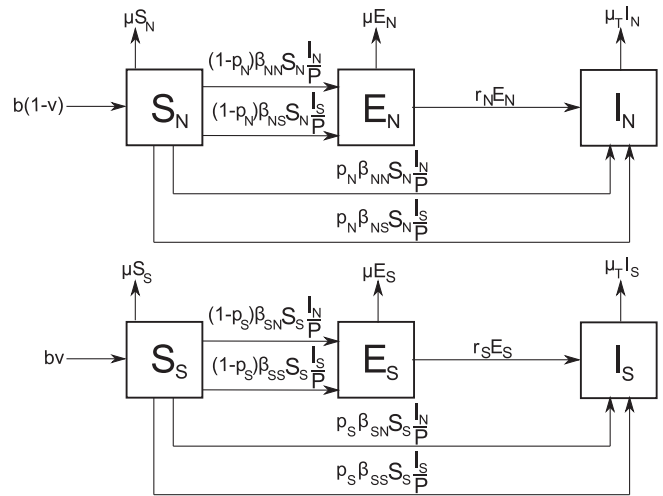 μS_N μE_N μ_T I_N
(1-p_N)β_NN S_N I_N/P
b(1-v) S_N (1-p_N)β_NS S_N I_S/P E_N r_N E_N I_N
p_N β_NN S_N I_N/P
p_N β_NS S_N I_S/P
μS_S μE_S μ_T I_S
(1-p_S)β_SN S_S I_N/P
bv S_S (1-p_S)β_SS S_S I_S/P E_S r_S E_S I_S
p_S β_SN S_S I_N/P
p_S β_SS S_S I_S/P